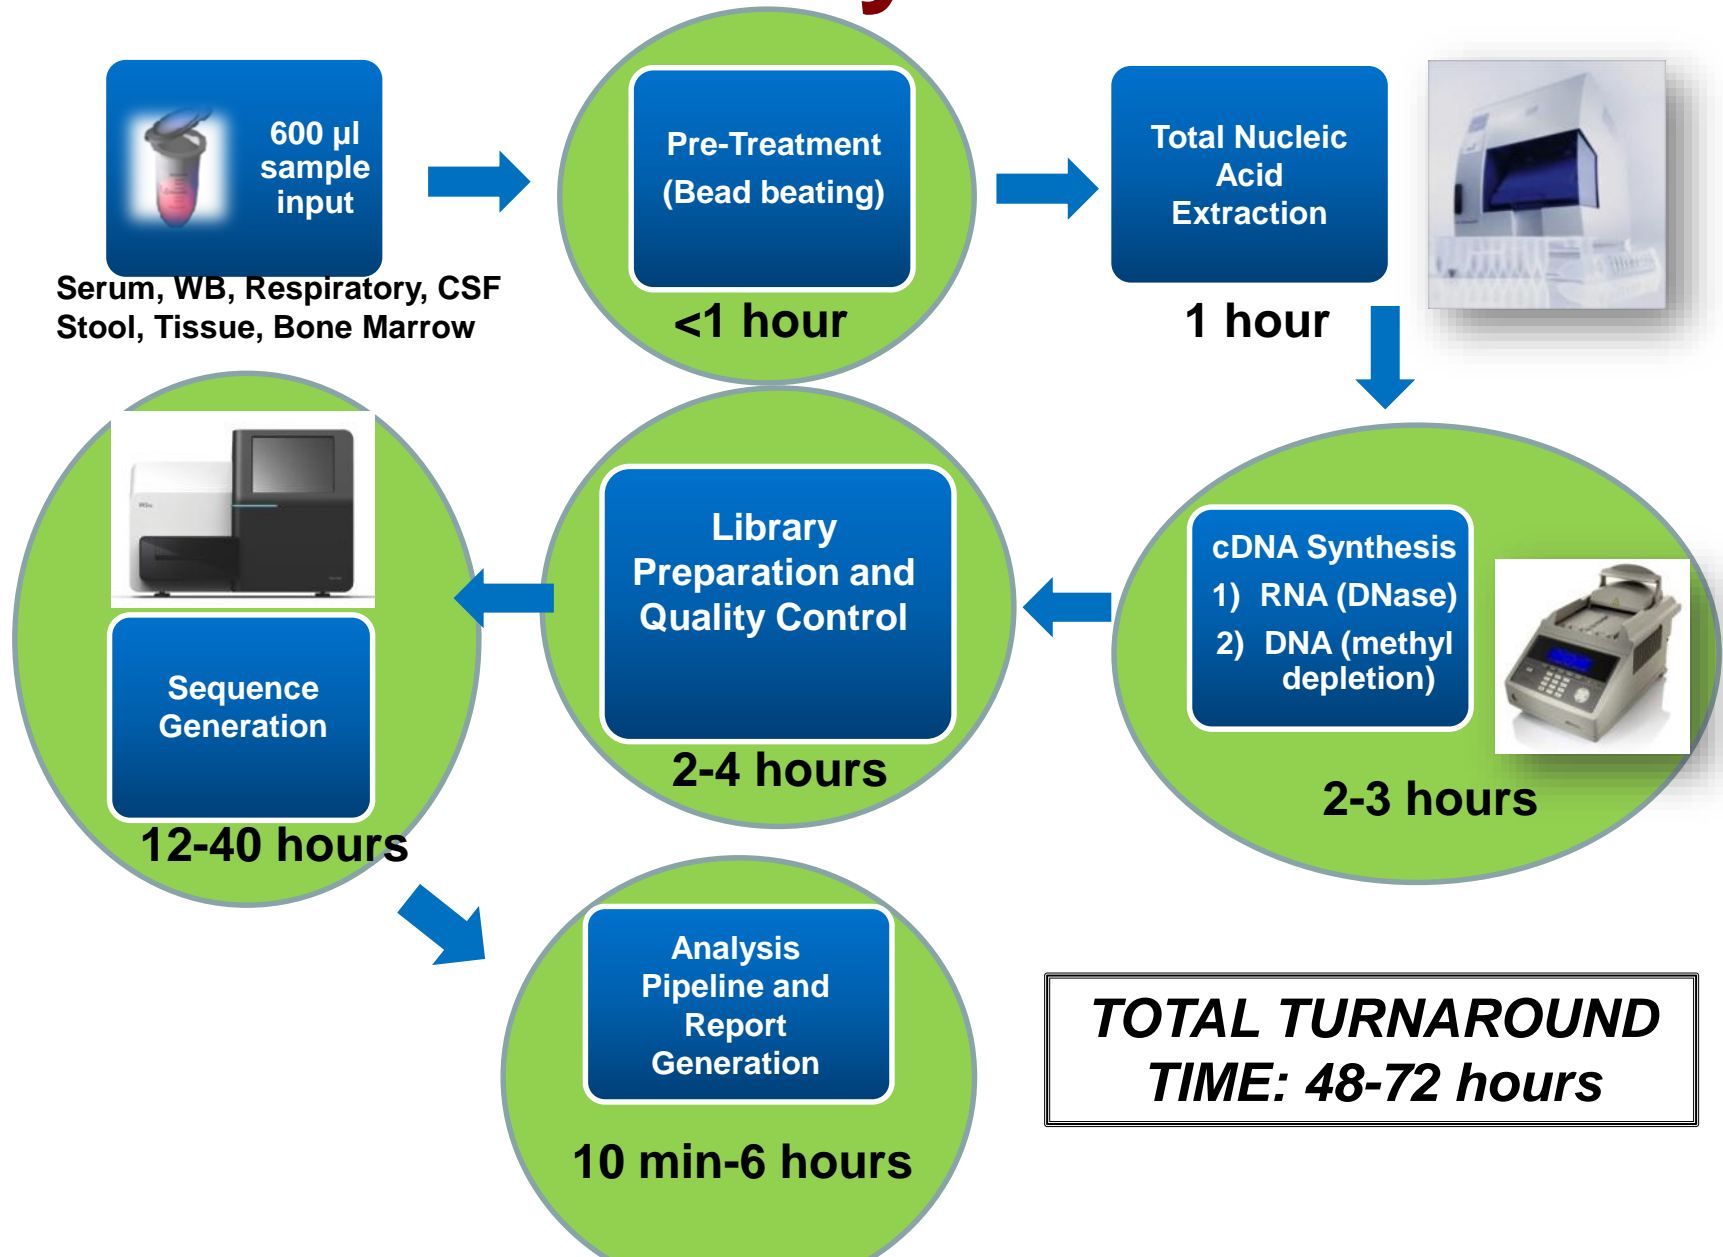 600 µl
sample
input
Serum, WB, Respiratory, CSF
Stool, Tissue, Bone Marrow
Pre-Treatment
(Bead beating)
<1 hour
Total Nucleic
Acid
Extraction
1 hour
cDNA Synthesis
1) RNA (DNase)
2) DNA (methyl
depletion)
2-3 hours
Library
Preparation and
Quality Control
2-4 hours
Sequence
Generation
12-40 hours
Analysis
Pipeline and
Report
Generation
10 min-6 hours
TOTAL TURNAROUND
TIME: 48-72 hours